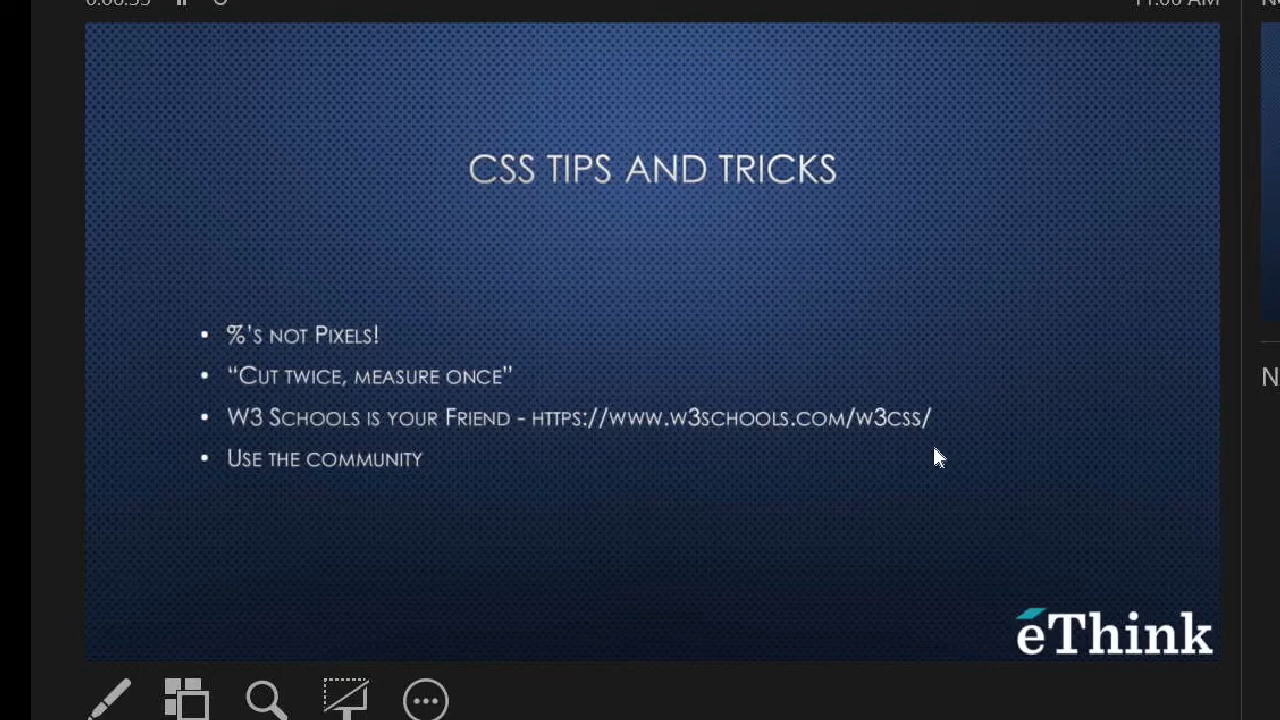 CSS TIPS AND TRICKS
• %'s not Pixels!
• “Cut twice, measure once”
• W3 Schools is your Friend - https://www.w3schools.com/w3css/
• Use the community
eThink